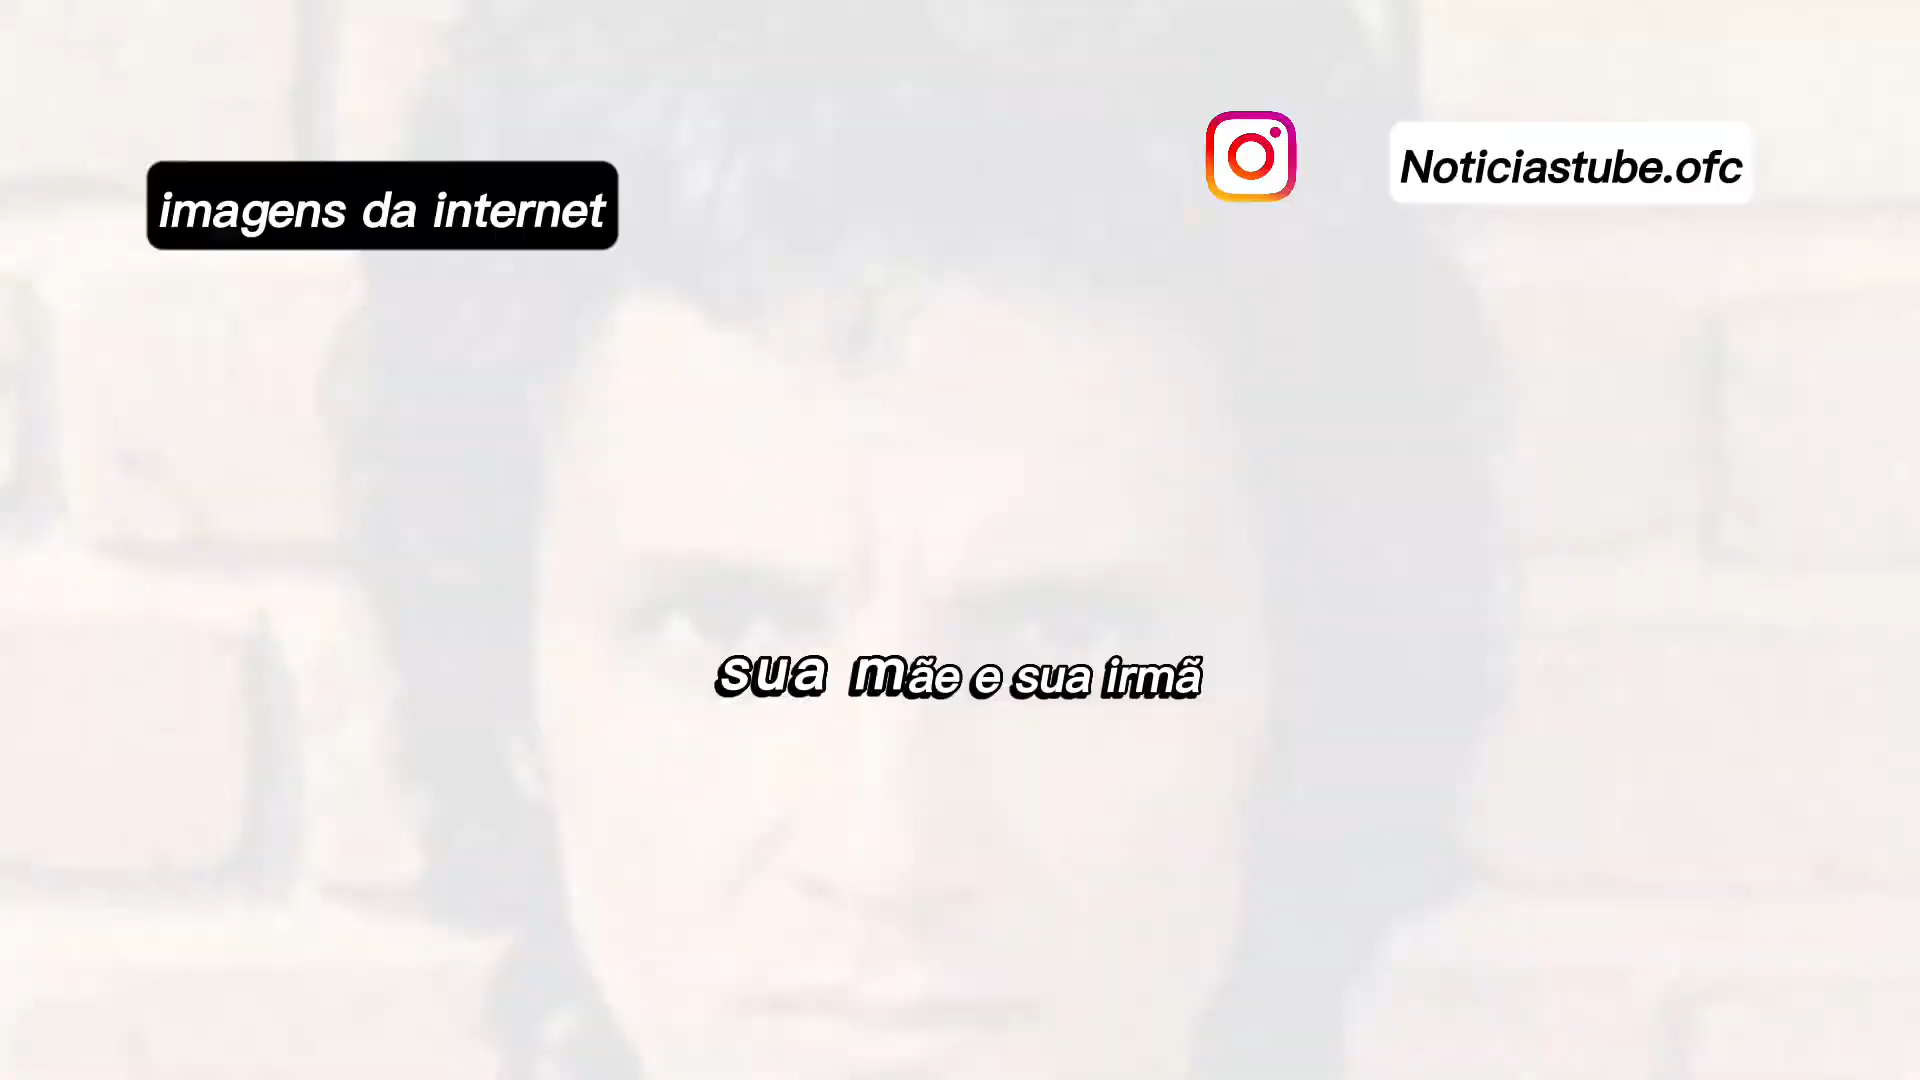 imagens da internet
Noticiastube.ofc
sua mãe e sua irmã